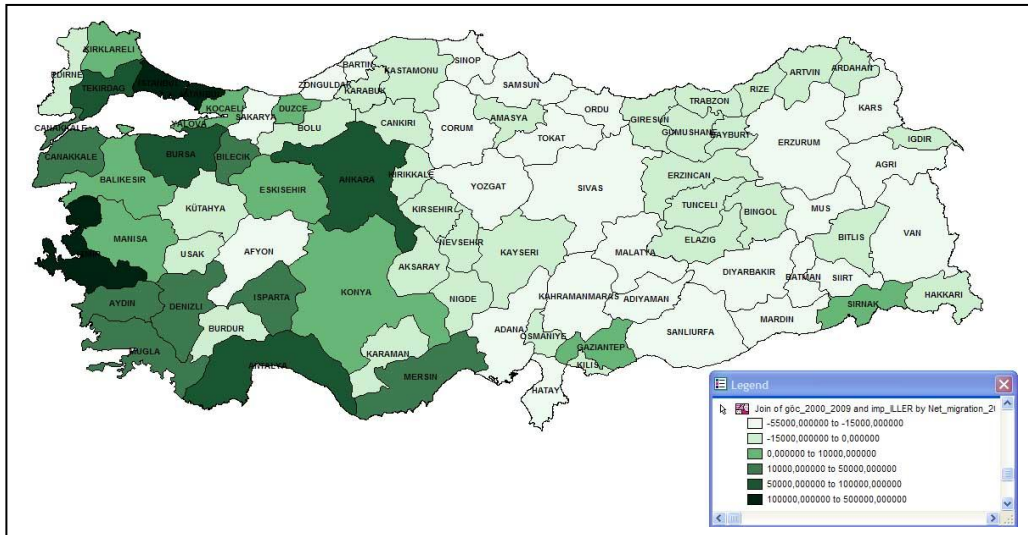 SINOP
BARTIN
KASTAMONU
ZONGULDAK
KARABUK
KIRKLARELI
EDIRNE
TEKIRDAG
KOCAELI
YALOVA
SAKARYA
DUZCE
BOLU
CANKIRI
CORUM
AMASYA
SAMSUN
ORDU
TOKAT
GIRESUN
TRABZON
RIZE
ARTVIN
ARDAHAN
KARS
GUMUSHANE
BAYBURT
ERZURUM
IGDIR
AGRI
CANAKKALE
CANAKKALE
BURSA
BILECIK
BALIKESIR
ESKISEHIR
ANKARA
KIRIKKALE
YOZGAT
SIVAS
ERZINCAN
TUNCELI
BINGOL
MUS
BITLIS
VAN
KÜTAHYA
KIRSEHIR
NEVSEHIR
KAYSERI
MALATYA
ELAZIG
MANISA
USAK
AFYON
AKSARAY
DIYARBAKIR
BATMAN
SIIRT
SIRNAK
HAKKARI
AYDIN
DENIZLI
ISPARTA
KONYA
NIGDE
KAHRAMANMARAS
ADIYAMAN
SANLIURFA
MARDIN
BURDUR
MUGLA
ANTALYA
KARAMAN
MERSIN
ADANA
OSMANIYE
GAZIANTEP
KILIS
HATAY
Legend
Join of göc_2000_2009 and imp_ILLER by Net_migration_2
-55000,000000 to -15000,000000
-15000,000000 to 0,000000
0,000000 to 10000,000000
10000,000000 to 50000,000000
50000,000000 to 100000,000000
100000,000000 to 500000,000000